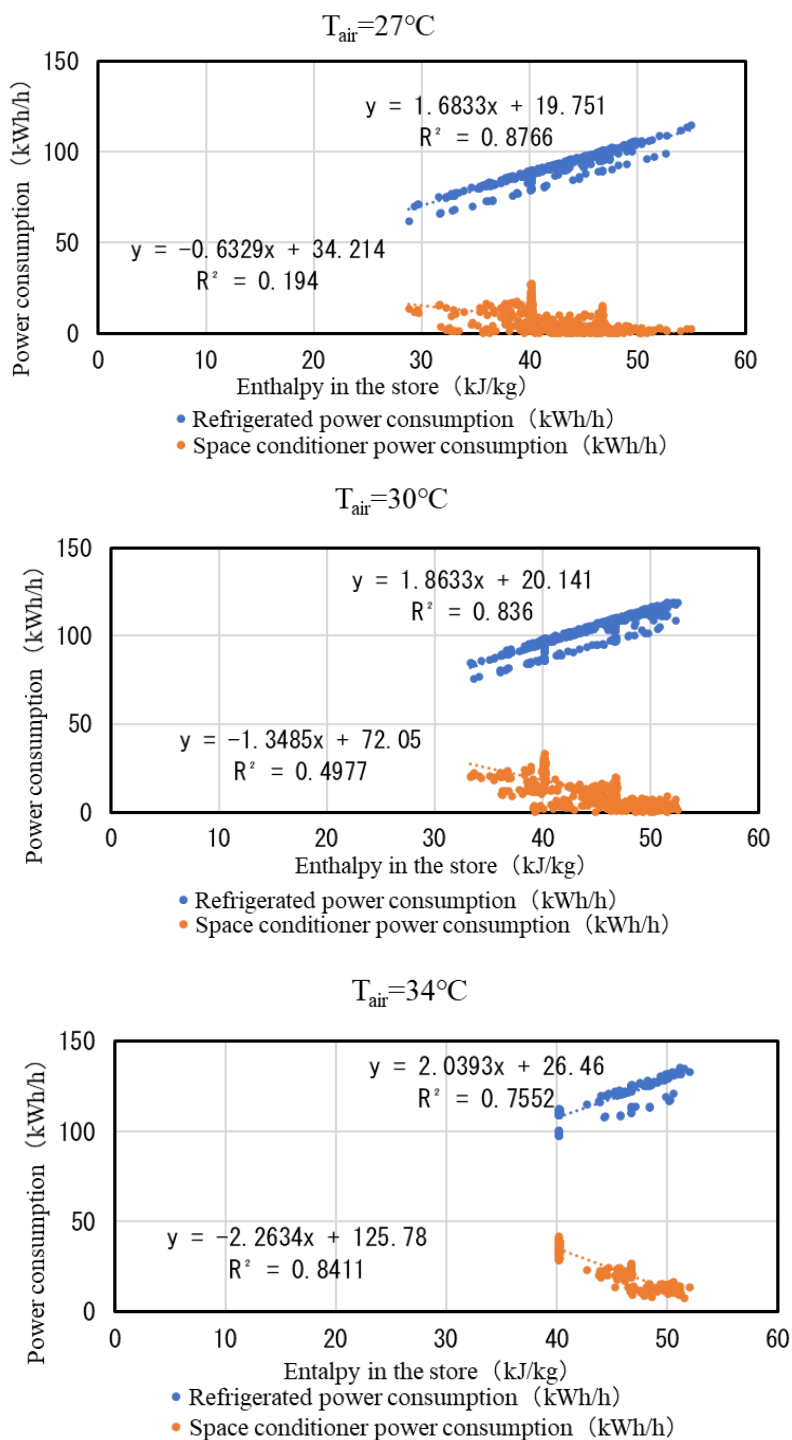 T_air=27℃
Power consumption（kWh/h）
150
100
50
0
y = 1.6833x + 19.751
R² = 0.8766
y = -0.6329x + 34.214
R² = 0.194
0 10 20 30 40 50 60
Enthalpy in the store（kJ/kg）
Refrigerated power consumption（kWh/h）
Space conditioner power consumption（kWh/h）
T_air=30℃
Power consumption（kWh/h）
150
100
50
0
y = 1.8633x + 20.141
R² = 0.836
y = -1.3485x + 72.05
R² = 0.4977
0 10 20 30 40 50 60
Enthalpy in the store（kJ/kg）
Refrigerated power consumption（kWh/h）
Space conditioner power consumption（kWh/h）
T_air=34℃
Power consumption（kWh/h）
150
100
50
0
y = 2.0393x + 26.46
R² = 0.7552
y = -2.2634x + 125.78
R² = 0.8411
0 10 20 30 40 50 60
Entalpy in the store（kJ/kg）
Refrigerated power consumption（kWh/h）
Space conditioner power consumption（kWh/h）